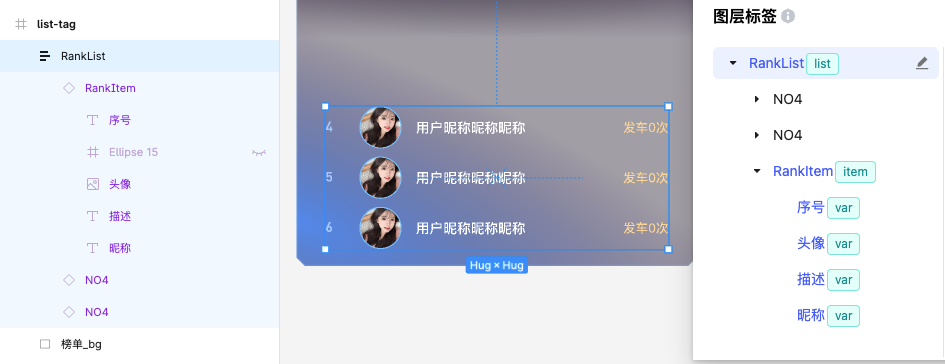 list-tag
RankList
RankItem
序号
Ellipse 15
头像
描述
昵称
NO4
NO4
榜单_bg
4 用户昵称昵称昵称 发车0次
5 用户昵称昵称昵称 发车0次
6 用户昵称昵称昵称 发车0次
Hug × Hug
图层标签
RankList list
NO4
NO4
RankItem item
序号 var
头像 var
描述 var
昵称 var